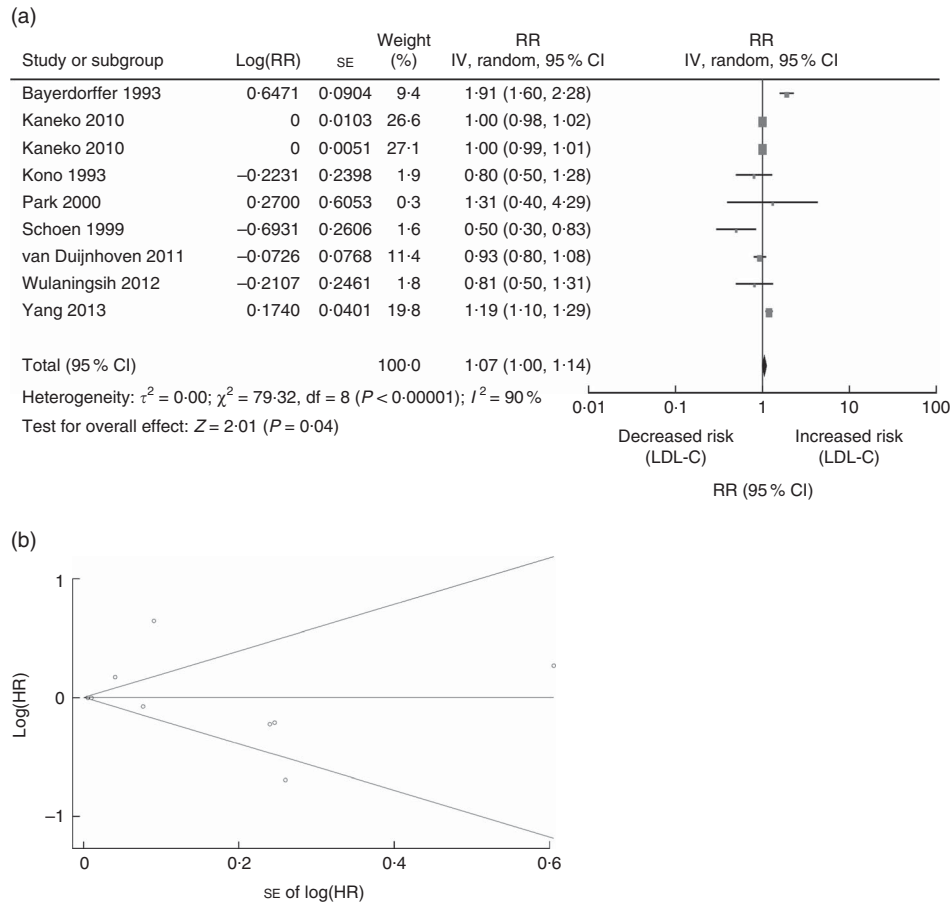 (a)
Study or subgroup Log(RR) SE Weight (%) RR IV, random, 95 % CI RR IV, random, 95 % CI
Bayerdorffer 1993 0·6471 0·0904 9·4 1·91 (1·60, 2·28)
Kaneko 2010 0 0·0103 26·6 1·00 (0·98, 1·02)
Kaneko 2010 0 0·0051 27·1 1·00 (0·99, 1·01)
Kono 1993 −0·2231 0·2398 1·9 0·80 (0·50, 1·28)
Park 2000 0·2700 0·6053 0·3 1·31 (0·40, 4·29)
Schoen 1999 −0·6931 0·2606 1·6 0·50 (0·30, 0·83)
van Duijnhoven 2011 −0·0726 0·0768 11·4 0·93 (0·80, 1·08)
Wulaningsih 2012 −0·2107 0·2461 1·8 0·81 (0·50, 1·31)
Yang 2013 0·1740 0·0401 19·8 1·19 (1·10, 1·29)
Total (95 % CI) 100·0 1·07 (1·00, 1·14)
Heterogeneity: τ² = 0·00; χ² = 79·32, df = 8 (P < 0·00001); I² = 90 %
Test for overall effect: Z = 2·01 (P = 0·04)
0·01 0·1 1 10 100
Decreased risk (LDL-C)
Increased risk (LDL-C)
RR (95 % CI)
(b)
1
0
−1
Log(HR)
0 0·2 0·4 0·6
SE of log(HR)